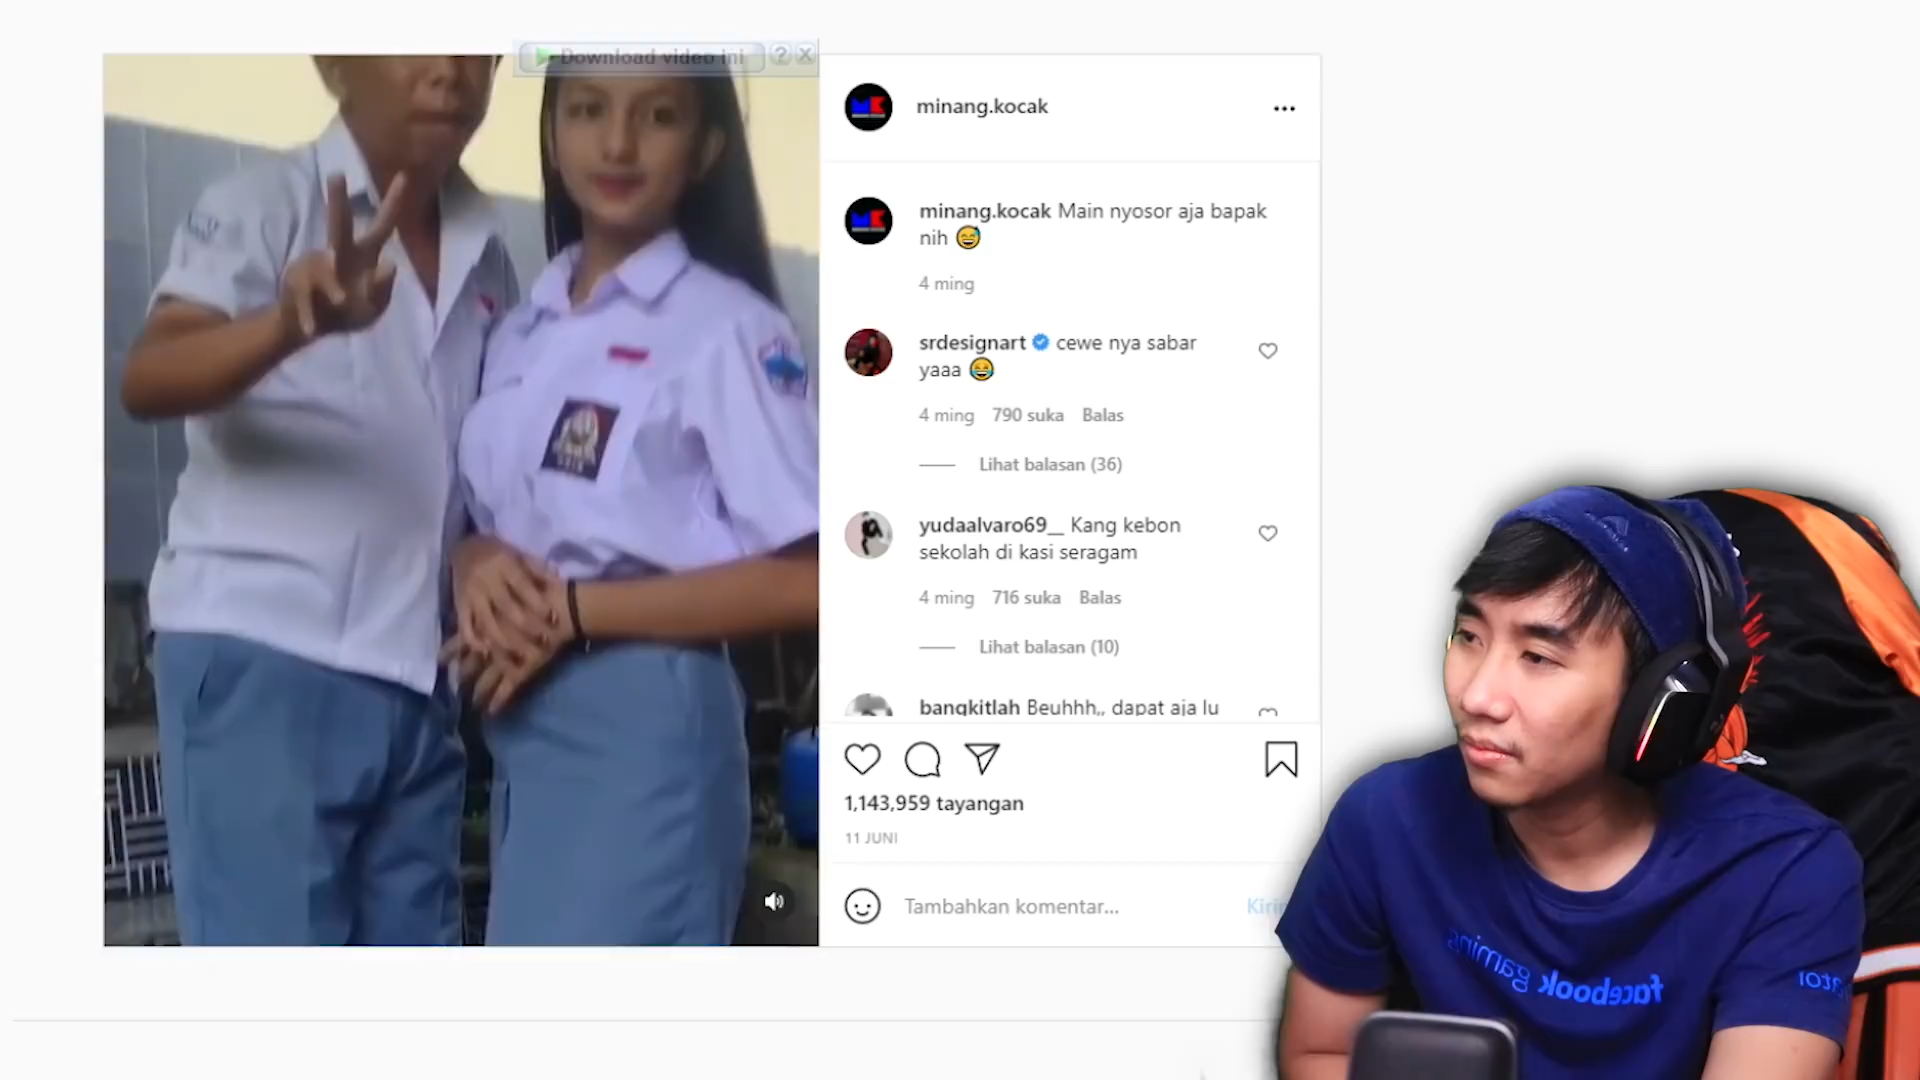 Download video ini
minang.kocak
minang.kocak Main nyosor aja bapak
nih 😅
4 ming
srdesignart cewe nya sabar
yaaa 😂
4 ming 790 suka Balas
Lihat balasan (36)
yudaalvaro69__ Kang kebon
sekolah di kasi seragam
4 ming 716 suka Balas
Lihat balasan (10)
bangkitlah Beuhhh,, dapat aja lu
1,143,959 tayangan
11 JUNI
Tambahkan komentar...
facebook gaming